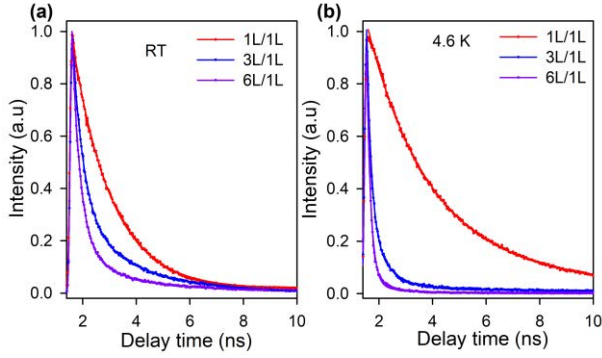 (a)
RT
1L/1L
3L/1L
6L/1L
Intensity (a.u)
1.0
0.8
0.6
0.4
0.2
0.0
2 4 6 8 10
Delay time (ns)
(b)
4.6 K
1L/1L
3L/1L
6L/1L
Intensity (a.u)
1.0
0.8
0.6
0.4
0.2
0.0
2 4 6 8 10
Delay time (ns)